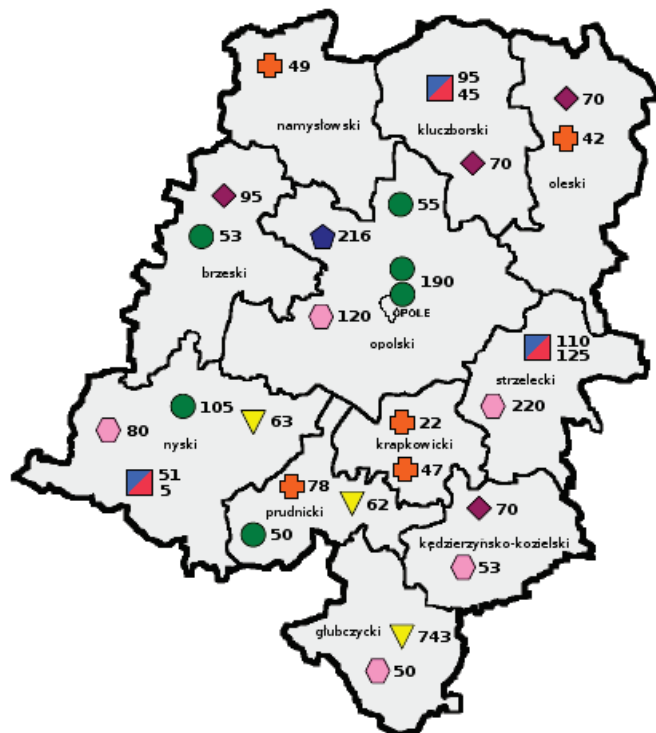 49
namysłowski
95
45
kluczborski
70
70
42
oleski
95
53
brzeski
55
216
190
120
OPOLE
opolski
110
125
strzelecki
220
105
63
80
nyski
51
5
22
krapkowicki
47
78
prudnicki
62
50
70
kędzierzyńsko-kozielski
53
głubczycki
743
50